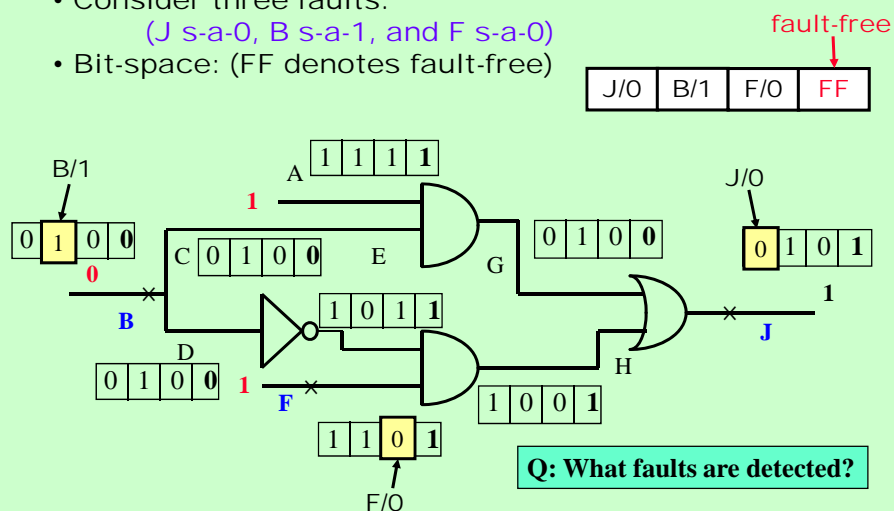 • Consider three faults:
(J s-a-0, B s-a-1, and F s-a-0)
• Bit-space: (FF denotes fault-free)
fault-free
J/0 B/1 F/0 FF
B/1
A
1 1 1 1
1
J/0
0 1 0 0
0
C
0 1 0 0
E
G
0 1 0 0
0 1 0 1
1
B
1 0 1 1
J
D
0 1 0 0
1
F
H
1 0 0 1
1 1 0 1
F/0
Q: What faults are detected?